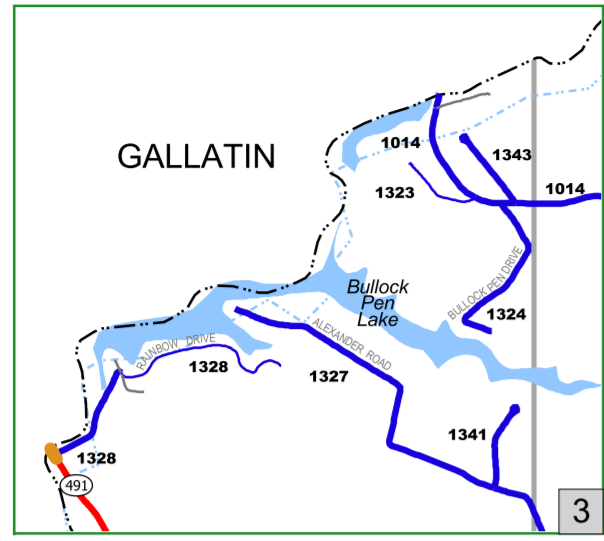 GALLATIN
1014
1343
1323
1014
Bullock
Pen
Lake
BULLOCK PEN DRIVE
1324
RAINBOW DRIVE
1328
ALEXANDER ROAD
1327
1341
1328
491
3